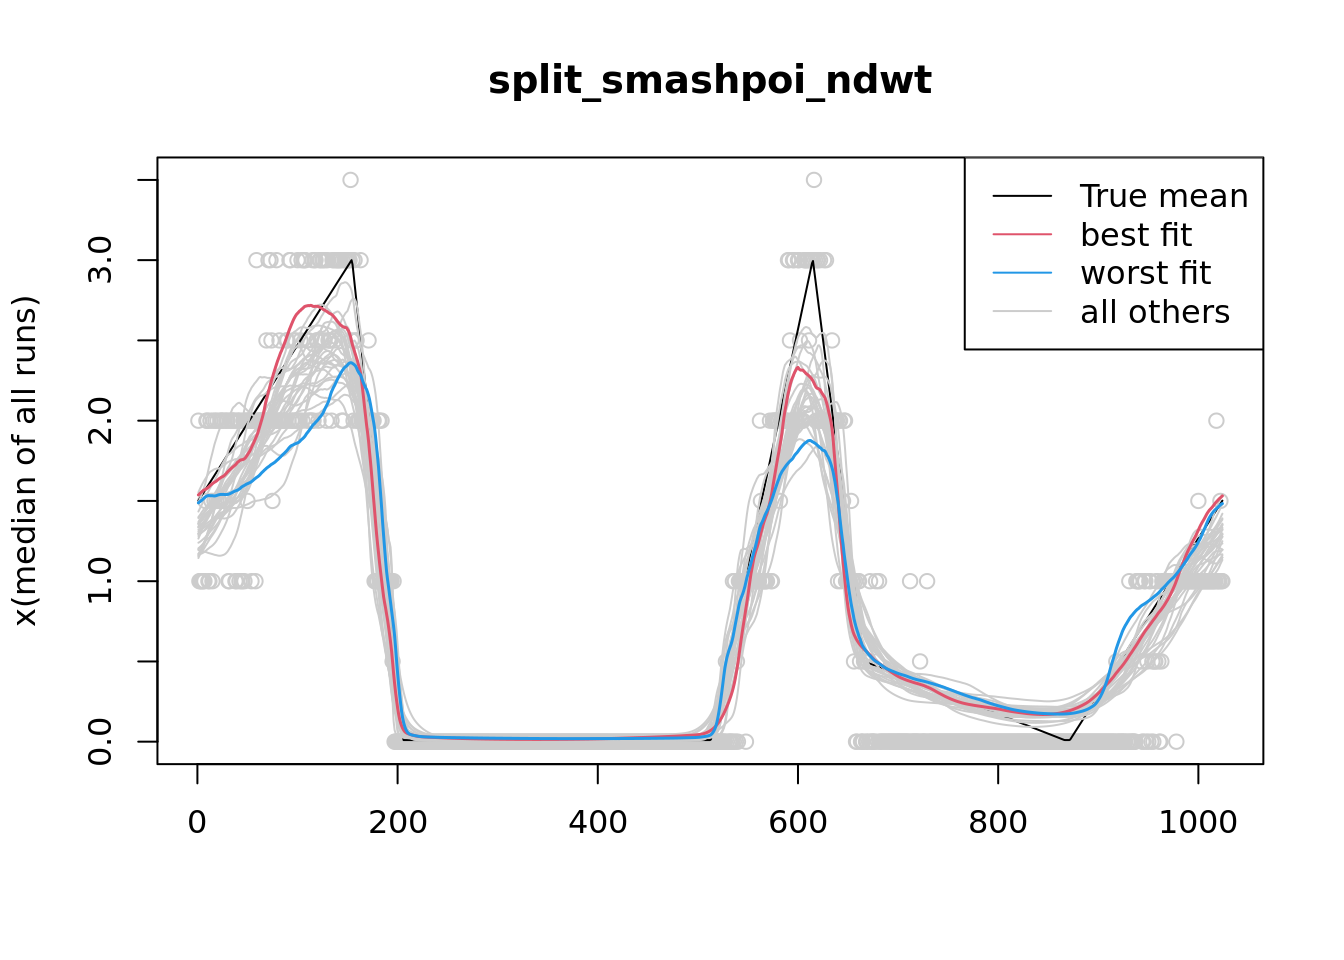 split_smashpoi_ndwt
True mean
best fit
worst fit
all others
x(median of all runs)
3.0
2.0
1.0
0.0
0 200 400 600 800 1000